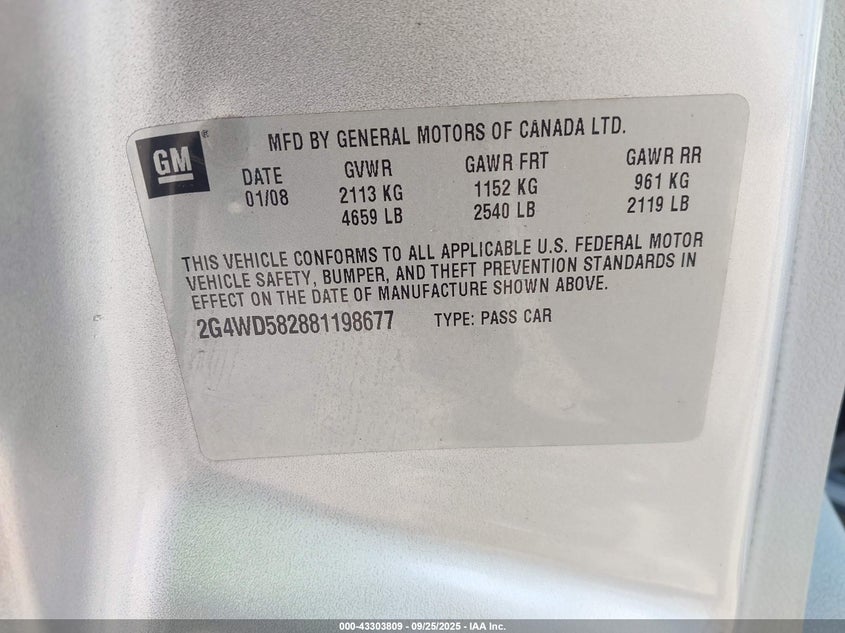 GM®
MFD BY GENERAL MOTORS OF CANADA LTD.
DATE GVWR GAWR FRT GAWR RR
01/08 2113 KG 1152 KG 961 KG
4659 LB 2540 LB 2119 LB
THIS VEHICLE CONFORMS TO ALL APPLICABLE U.S. FEDERAL MOTOR
VEHICLE SAFETY, BUMPER, AND THEFT PREVENTION STANDARDS IN
EFFECT ON THE DATE OF MANUFACTURE SHOWN ABOVE.
2G4WD582881198677 TYPE: PASS CAR
000-43303809 - 09/25/2025 - IAA Inc.